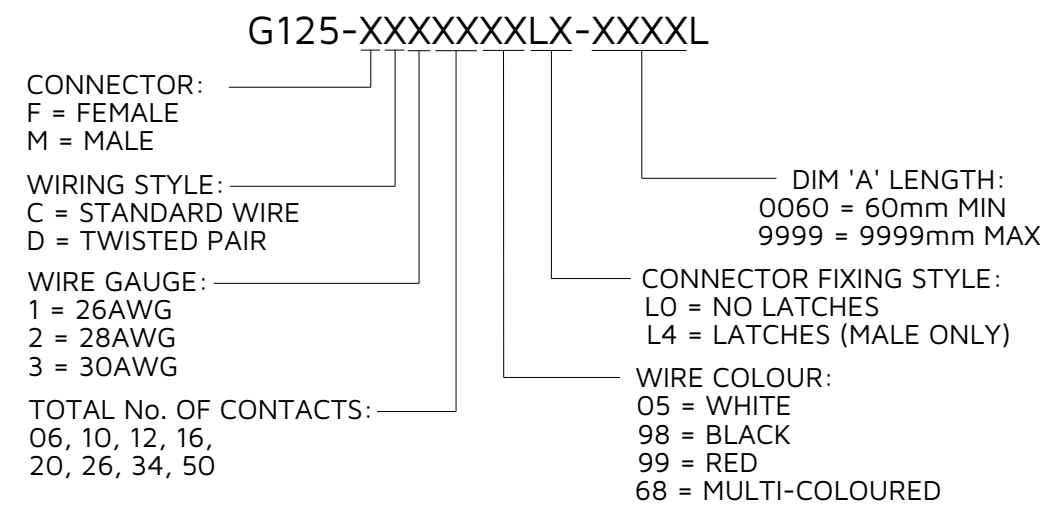 G125-XXXXXXXLX-XXXXL
CONNECTOR:
F = FEMALE
M = MALE
WIRING STYLE:
C = STANDARD WIRE
D = TWISTED PAIR
WIRE GAUGE:
1 = 26AWG
2 = 28AWG
3 = 30AWG
TOTAL No. OF CONTACTS:
06, 10, 12, 16,
20, 26, 34, 50
DIM 'A' LENGTH:
0060 = 60mm MIN
9999 = 9999mm MAX
CONNECTOR FIXING STYLE:
L0 = NO LATCHES
L4 = LATCHES (MALE ONLY)
WIRE COLOUR:
05 = WHITE
98 = BLACK
99 = RED
68 = MULTI-COLOURED